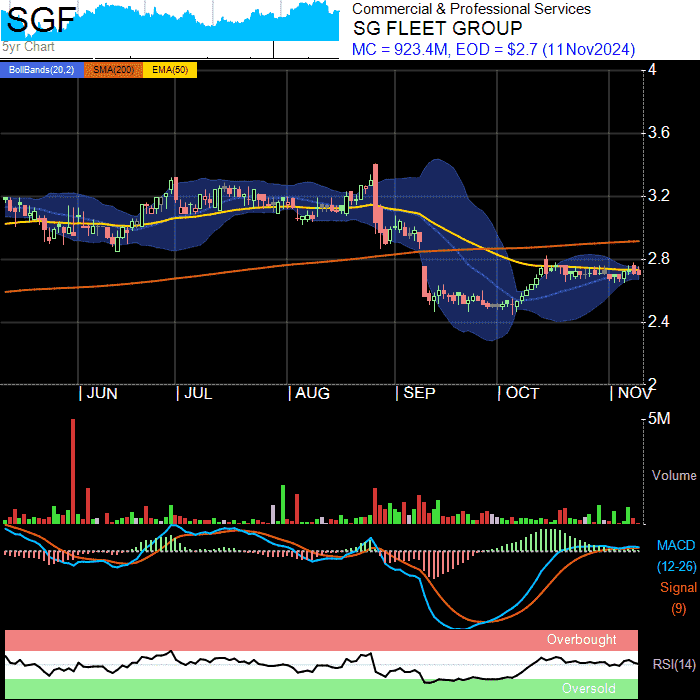 SGF
Commercial & Professional Services
SG FLEET GROUP
5yr Chart
MC = 923.4M, EOD = $2.7 (11Nov2024)
BollBands(20,2) SMA(200) EMA(50)
4
3.6
3.2
2.8
2.4
2
| JUN | JUL | AUG | SEP | OCT | NOV
5M
Volume
MACD
(12-26)
Signal
(9)
Overbought
RSI(14)
Oversold